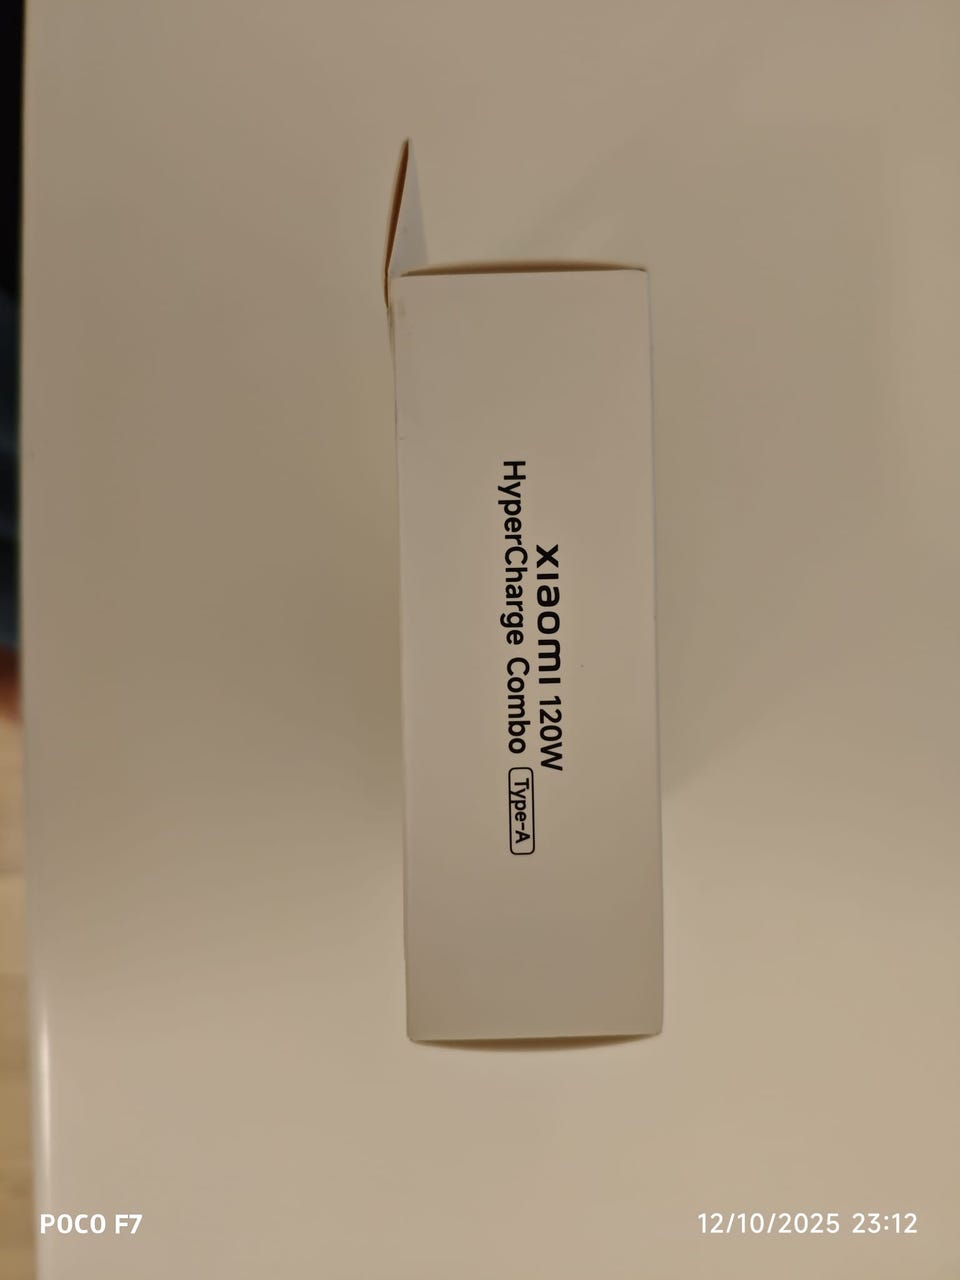 xiaomi 120W
HyperCharge Combo Type-A
POCO F7
12/10/2025 23:12